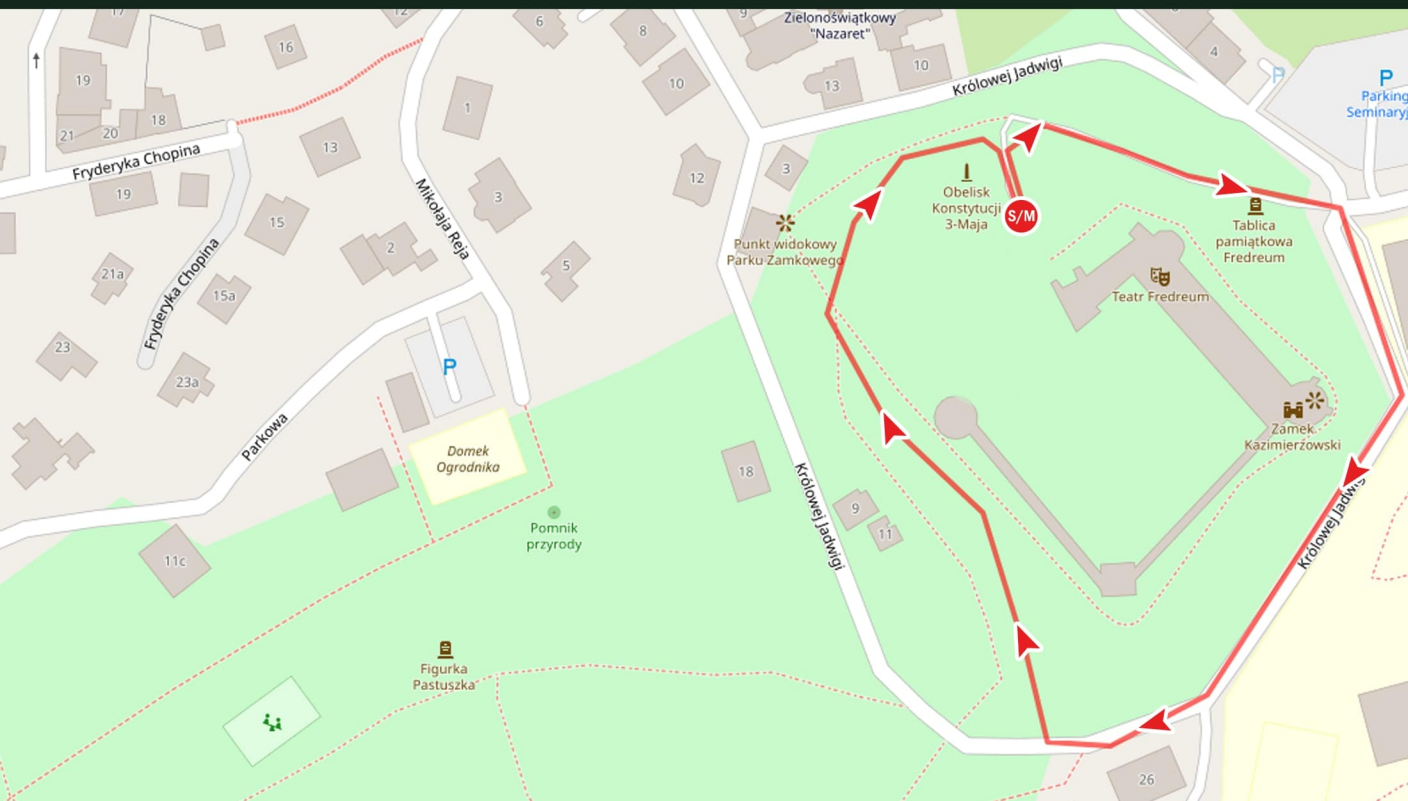 17
12
6
8
9
Zielonoświątkowy
"Nazaret"
4
16
19
1
10
13
10
P
P
Parking
Seminaryj
Królowej Jadwigi
21
20
18
13
Fryderyka Chopina
19
3
12
3
Mikołaja Reja
Obelisk
Konstytucji
3-Maja
S/M
15
2
Punkt widokowy
Parku Zamkowego
Tablica
pamiątkowa
Fredreum
21a
15a
5
Fryderyka Chopina
Teatr Fredreum
23
23a
P
Zamek
Kazimierzowski
Parkowa
Domek
Ogrodnika
18
Królowej Jadwigi
9
11
Królowej Jadwig
Pomnik
przyrody
11c
Figurka
Pastuszka
26